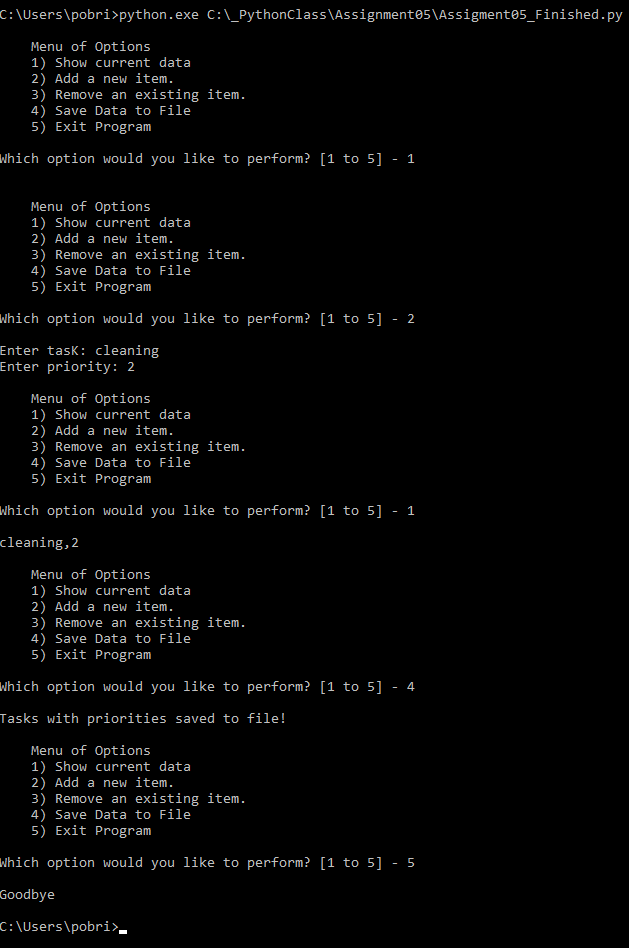 C:\Users\pobri>python.exe C:\_PythonClass\Assignment05\Assigment05_Finished.py
Menu of Options
1) Show current data
2) Add a new item.
3) Remove an existing item.
4) Save Data to File
5) Exit Program
Which option would you like to perform? [1 to 5] - 1
Menu of Options
1) Show current data
2) Add a new item.
3) Remove an existing item.
4) Save Data to File
5) Exit Program
Which option would you like to perform? [1 to 5] - 2
Enter tasK: cleaning
Enter priority: 2
Menu of Options
1) Show current data
2) Add a new item.
3) Remove an existing item.
4) Save Data to File
5) Exit Program
Which option would you like to perform? [1 to 5] - 1
cleaning,2
Menu of Options
1) Show current data
2) Add a new item.
3) Remove an existing item.
4) Save Data to File
5) Exit Program
Which option would you like to perform? [1 to 5] - 4
Tasks with priorities saved to file!
Menu of Options
1) Show current data
2) Add a new item.
3) Remove an existing item.
4) Save Data to File
5) Exit Program
Which option would you like to perform? [1 to 5] - 5
Goodbye
C:\Users\pobri>